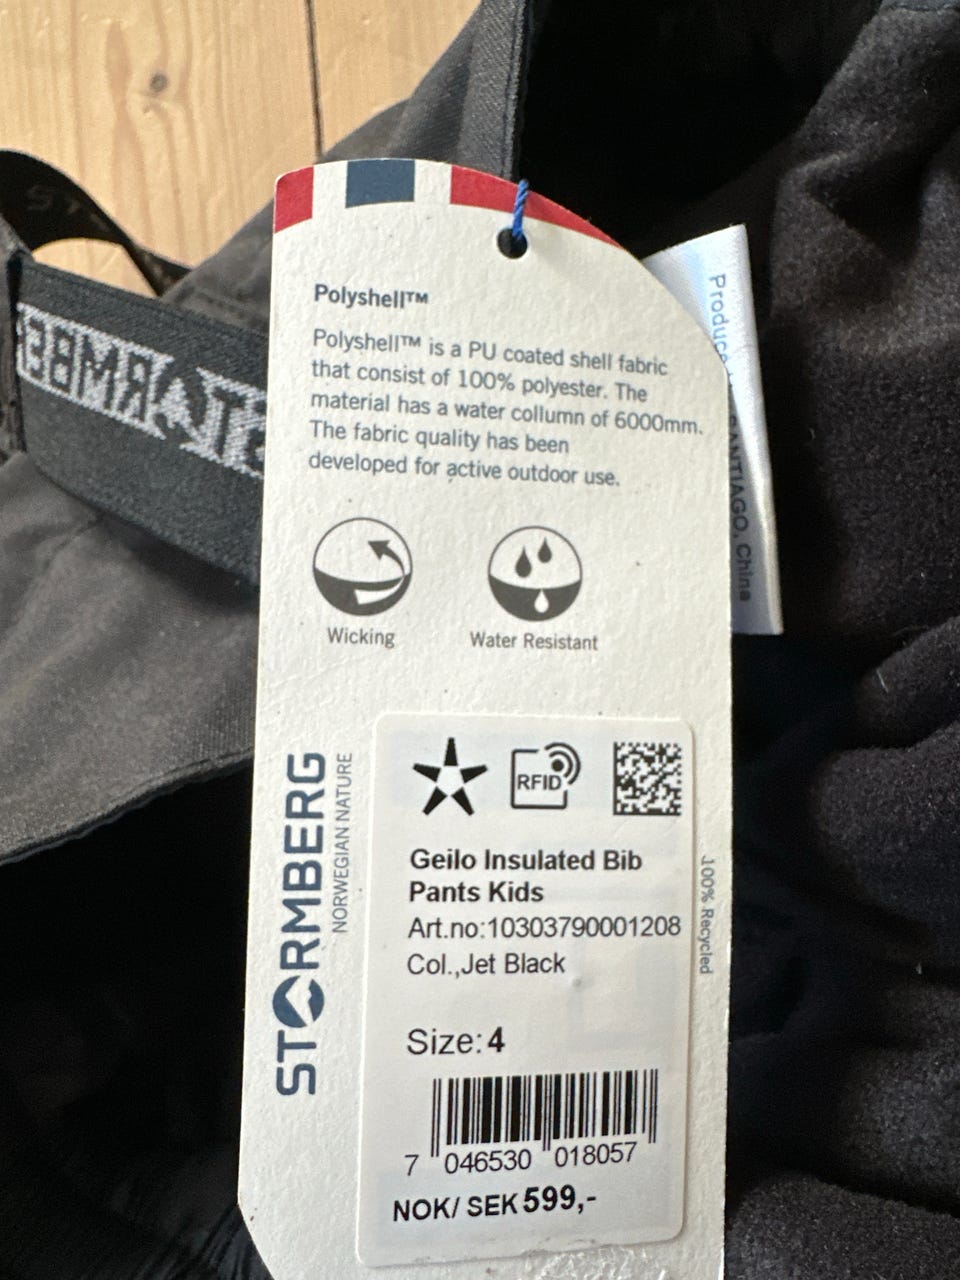 Polyshell™
Polyshell™ is a PU coated shell fabric
that consist of 100% polyester. The
material has a water collumn of 6000mm.
The fabric quality has been
developed for active outdoor use.
Wicking
Water Resistant
STORMBERG
NORWEGIAN NATURE
RFID
Geilo Insulated Bib
Pants Kids
Art.no:10303790001208
Col.,Jet Black
Size:4
7 046530 018057
NOK/ SEK 599,-
100% Recycled
SANTIAGO, China